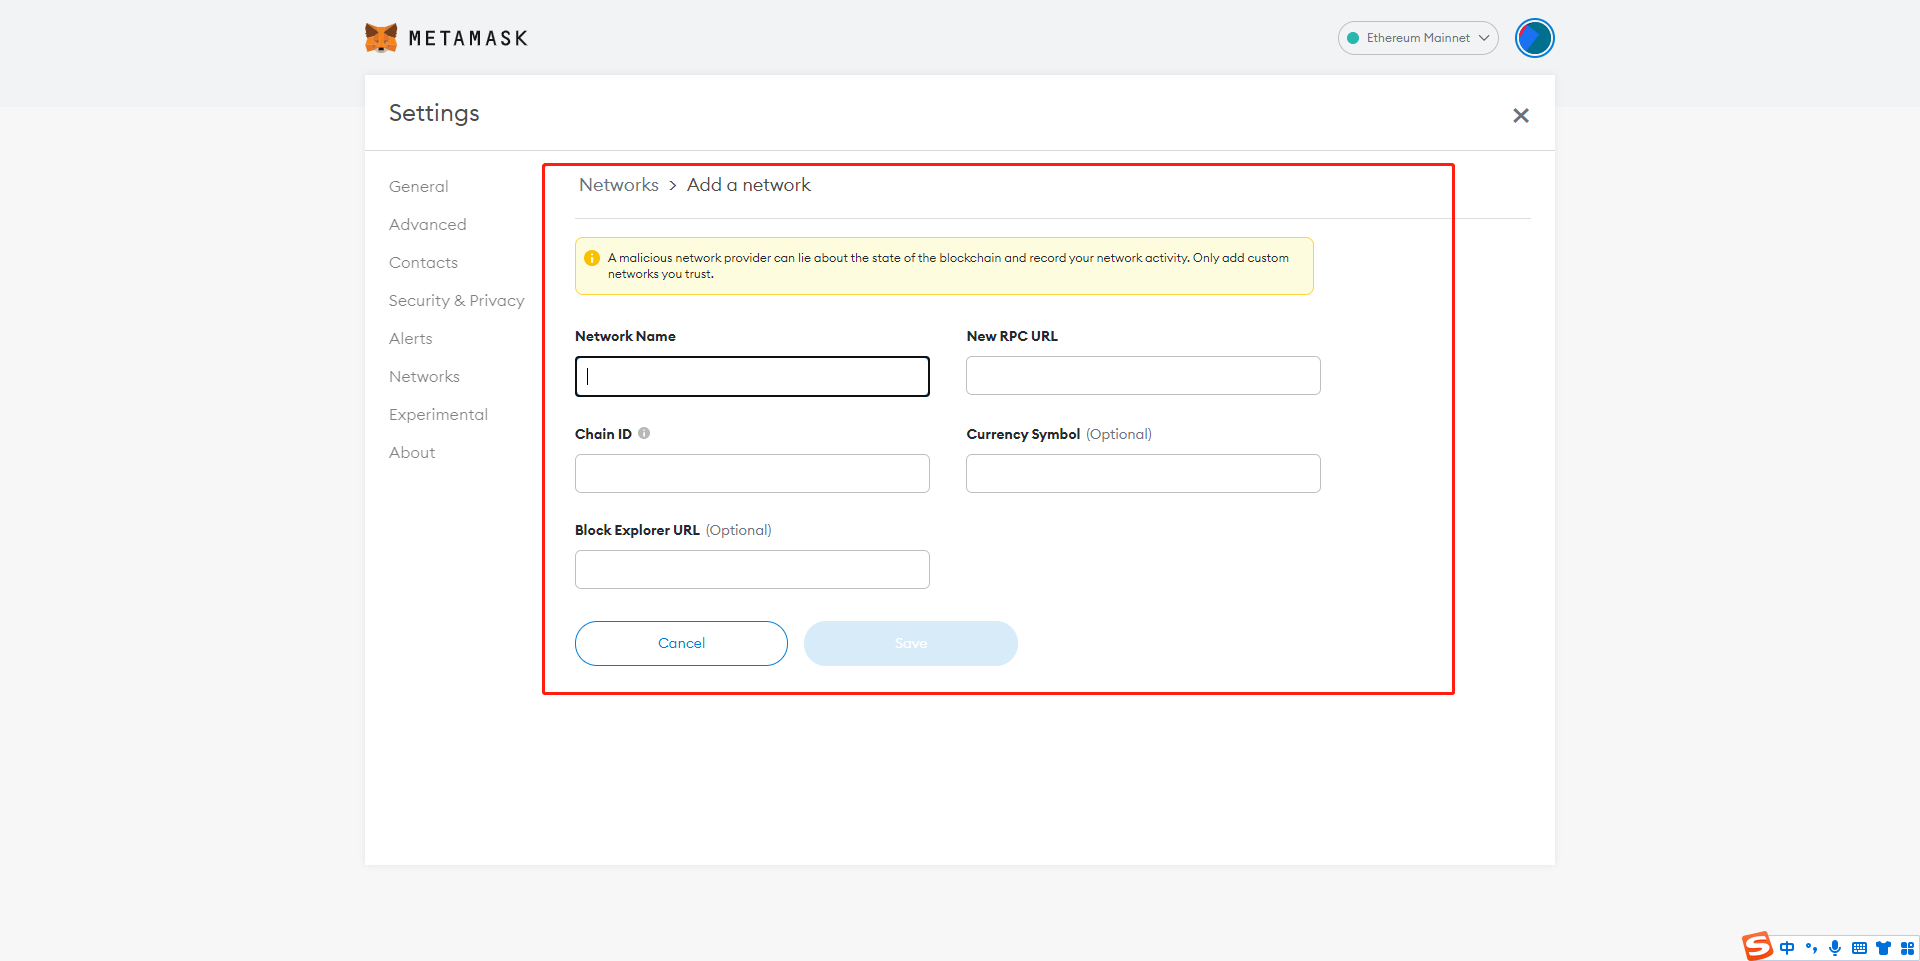 METAMASK
Ethereum Mainnet
Settings
General
Advanced
Contacts
Security & Privacy
Alerts
Networks
Experimental
About
Networks > Add a network
A malicious network provider can lie about the state of the blockchain and record your network activity. Only add custom
networks you trust.
Network Name
New RPC URL
Chain ID
Currency Symbol (Optional)
Block Explorer URL (Optional)
Cancel
Save
S 中